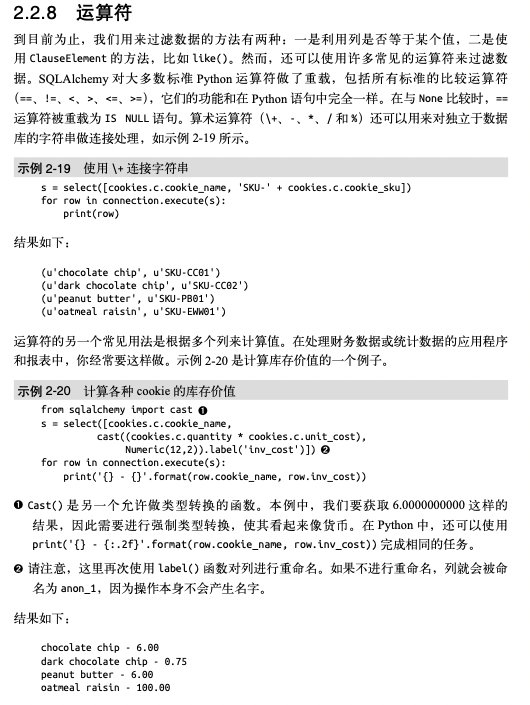 2.2.8 运算符
到目前为止，我们用来过滤数据的方法有两种：一是利用列是否等于某个值，二是使
用 ClauseElement 的方法，比如 like()。然而，还可以使用许多常见的运算符来过滤数
据。SQLAlchemy 对大多数标准 Python 运算符做了重载，包括所有标准的比较运算符
(==、!=、<、>、<=、>=)，它们的功能和在 Python 语句中完全一样。在与 None 比较时，==
运算符被重载为 IS NULL 语句。算术运算符（\+、-、*、/ 和 %）还可以用来对独立于数据
库的字符串做连接处理，如示例 2-19 所示。
示例 2-19 使用 \+ 连接字符串
s = select([cookies.c.cookie_name, 'SKU-' + cookies.c.cookie_sku])
for row in connection.execute(s):
    print(row)
结果如下：
(u'chocolate chip', u'SKU-CC01')
(u'dark chocolate chip', u'SKU-CC02')
(u'peanut butter', u'SKU-PB01')
(u'oatmeal raisin', u'SKU-EWW01')
运算符的另一个常见用法是根据多个列来计算值。在处理财务数据或统计数据的应用程序
和报表中，你经常要这样做。示例 2-20 是计算库存价值的一个例子。
示例 2-20 计算各种 cookie 的库存价值
from sqlalchemy import cast ❶
s = select([cookies.c.cookie_name,
          cast((cookies.c.quantity * cookies.c.unit_cost),
               Numeric(12,2)).label('inv_cost')]) ❷
for row in connection.execute(s):
    print('{} - {}'.format(row.cookie_name, row.inv_cost))
❶ Cast() 是另一个允许做类型转换的函数。本例中，我们要获取 6.0000000000 这样的
结果，因此需要进行强制类型转换，使其看起来像货币。在 Python 中，还可以使用
print('{} - {:.2f}'.format(row.cookie_name, row.inv_cost)) 完成相同的任务。
❷ 请注意，这里再次使用 label() 函数对列进行重命名。如果不进行重命名，列就会被命
名为 anon_1，因为操作本身不会产生名字。
结果如下：
chocolate chip - 6.00
dark chocolate chip - 0.75
peanut butter - 6.00
oatmeal raisin - 100.00